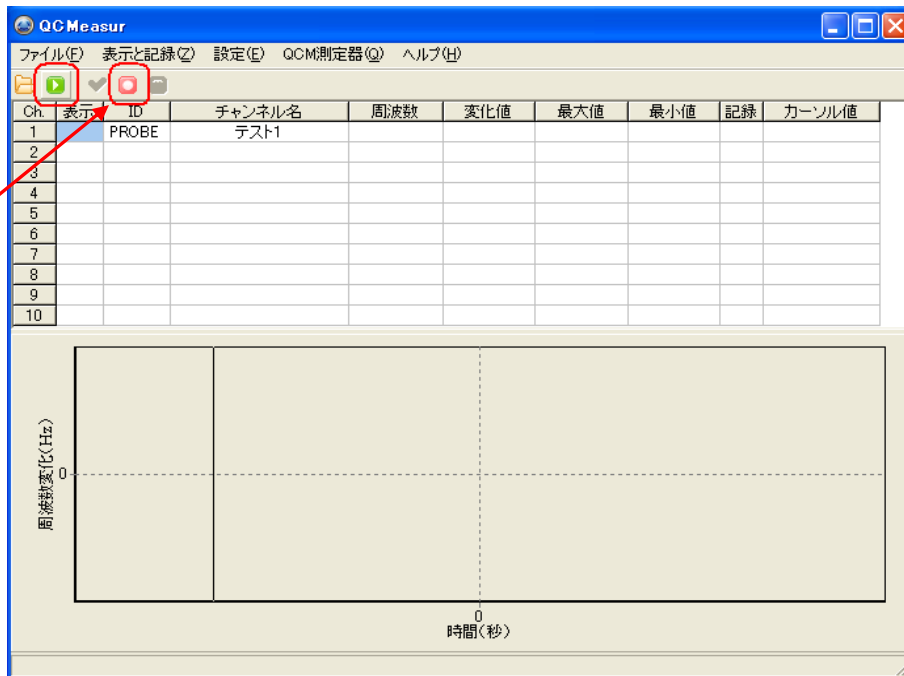 QCMeasur
ファイル(F) 表示と記録(Z) 設定(E) QCM測定器(Q) ヘルプ(H)
Ch. 表示 ID チャンネル名 周波数 変化値 最大値 最小値 記録 カーソル値
1 PROBE テスト1
2
3
4
5
6
7
8
9
10
周波数変化(Hz)
0
0
時間(秒)